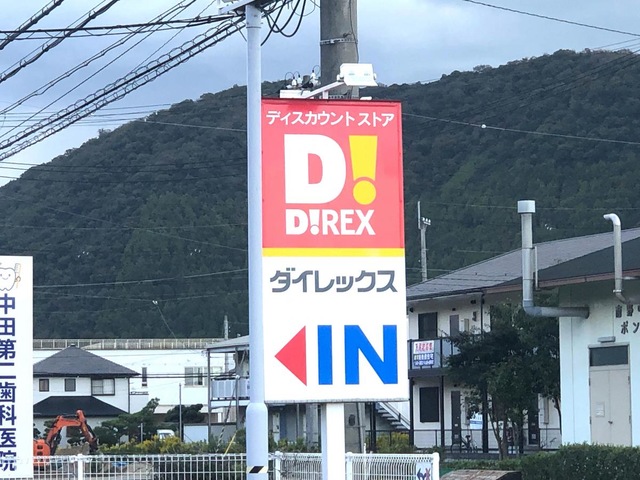 ディスカウント ストア
D!
D!REX
ダイレックス
IN
中田第二歯科医院